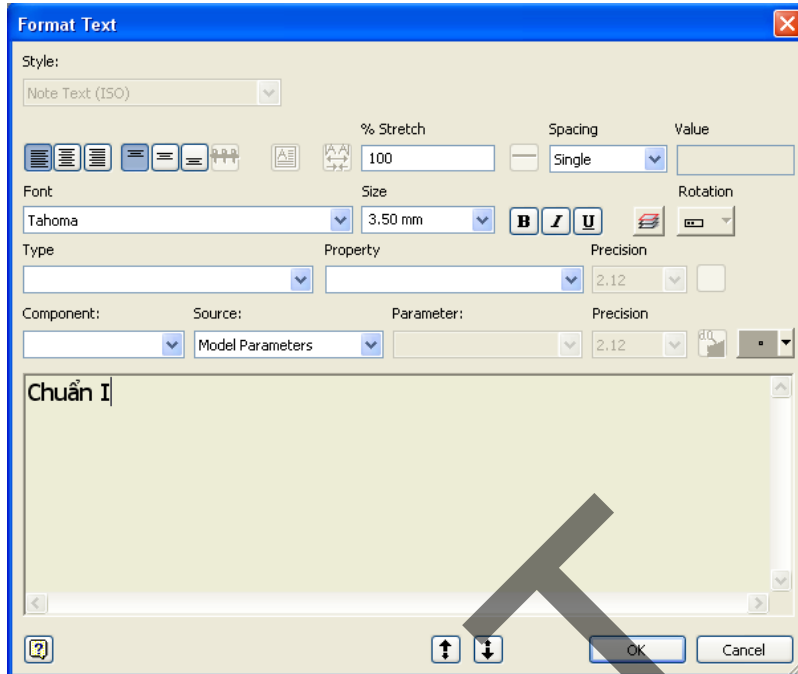 Format Text
Style:
Note Text (ISO)
% Stretch
Spacing
Value
100
Single
Font
Size
Rotation
Tahoma
3.50 mm
B I U
Type
Property
Precision
2.12
Component:
Source:
Parameter:
Precision
Model Parameters
2.12
Chuẩn I
OK
Cancel